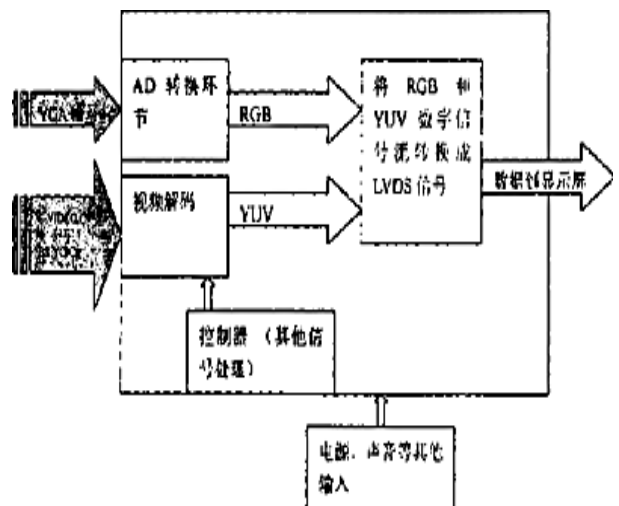 AD 转换环
节
VGA
RGB
将 RGB 和
YUV 数字信
号流转换成
LVDS 信号
数据到显示屏
视频解码
YUV
控制器 (其他信
号处理)
电源、声音等其他
输入